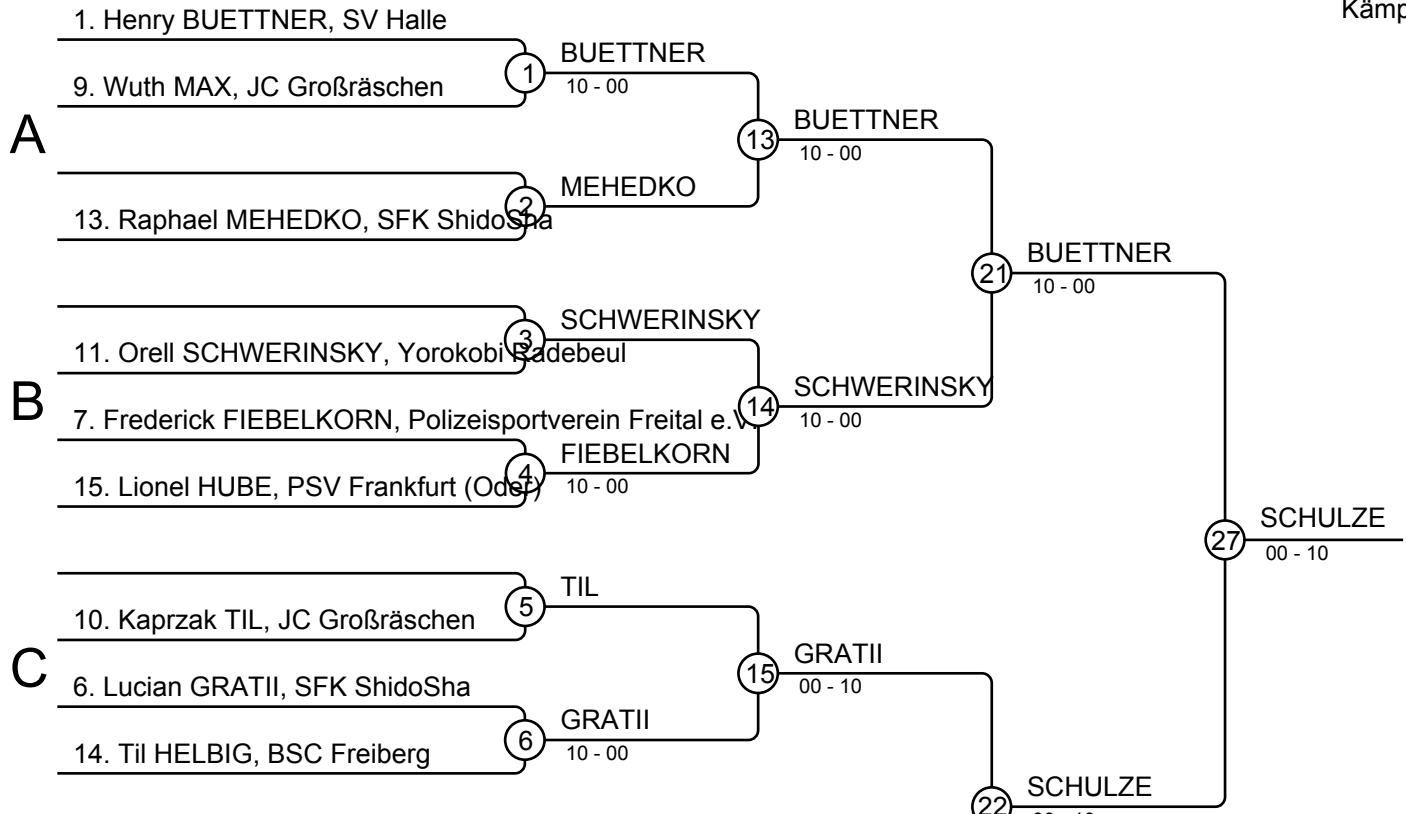 Kämp
1. Henry BUETTNER, SV Halle
1
BUETTNER
10 - 00
9. Wuth MAX, JC Großräschen
A
13
BUETTNER
10 - 00
2
MEHEDKO
13. Raphael MEHEDKO, SFK ShidoSha
21
BUETTNER
10 - 00
3
SCHWERINSKY
11. Orell SCHWERINSKY, Yorokobi Radebeul
B
14
SCHWERINSKY
10 - 00
7. Frederick FIEBELKORN, Polizeisportverein Freital e.V.
4
FIEBELKORN
10 - 00
15. Lionel HUBE, PSV Frankfurt (Oder)
27
SCHULZE
00 - 10
5
TIL
10. Kaprzak TIL, JC Großräschen
C
15
GRATII
00 - 10
6. Lucian GRATII, SFK ShidoSha
6
GRATII
10 - 00
14. Til HELBIG, BSC Freiberg
22
SCHULZE